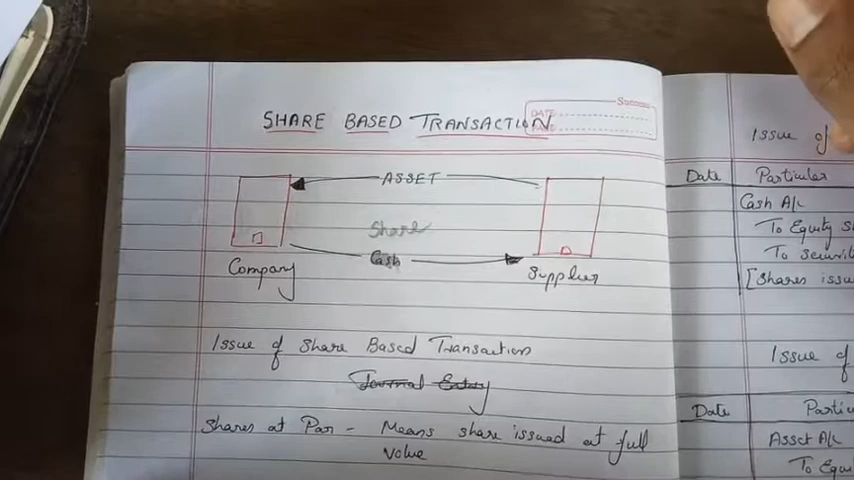 SHARE BASED TRANSACTION
DATE
ASSET
Share
Cash
Company
Supplier
Issue of Share Based Transaction
Journal Entry
Shares at Par - Means share issued at full
value
Issue of
Date Particular
Cash A/c
To Equity S
To securit
[Shares issu
Issue of
Date Partic
Asset A/c
To Equ